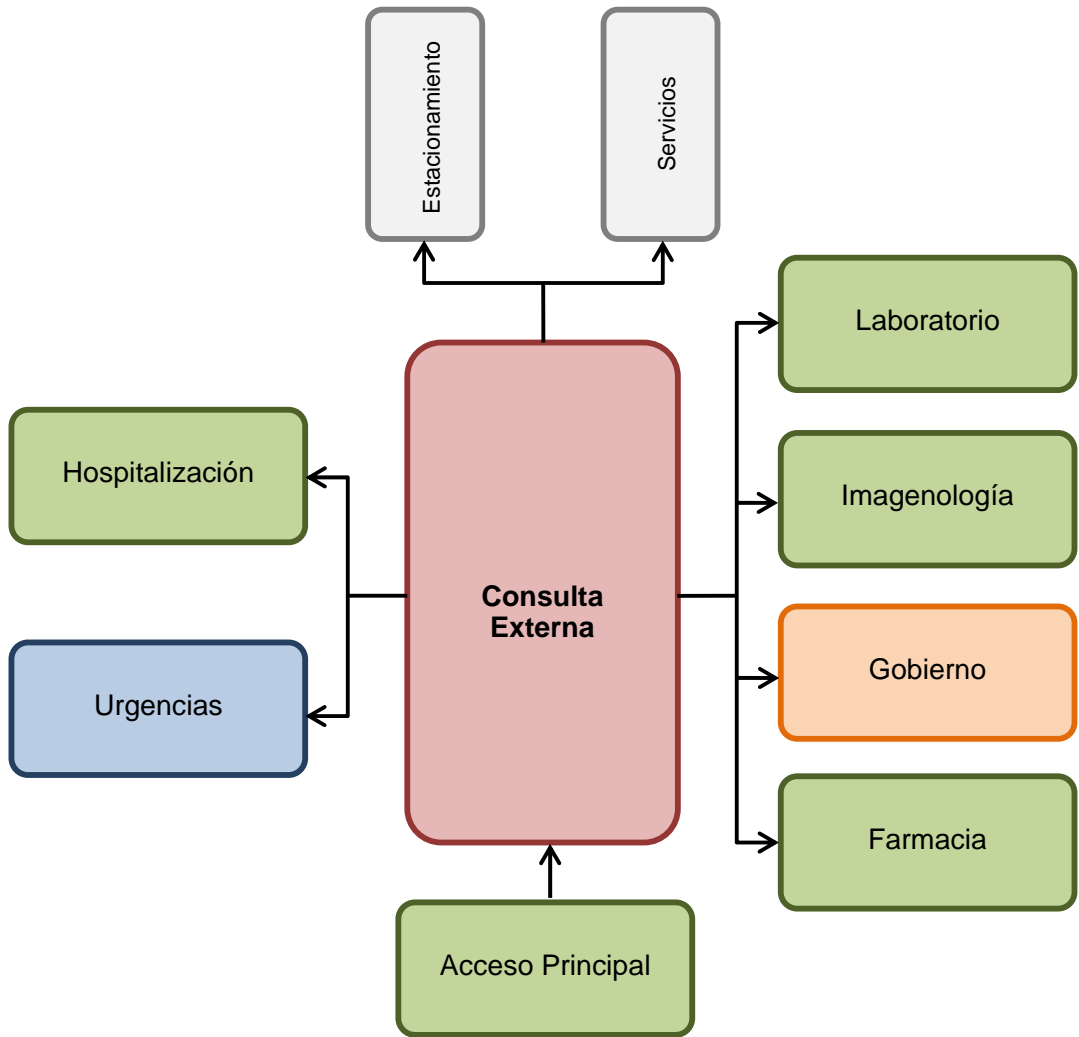 Estacionamiento
Servicios
Laboratorio
Hospitalización
Imagenología
Consulta
Externa
Gobierno
Urgencias
Farmacia
Acceso Principal